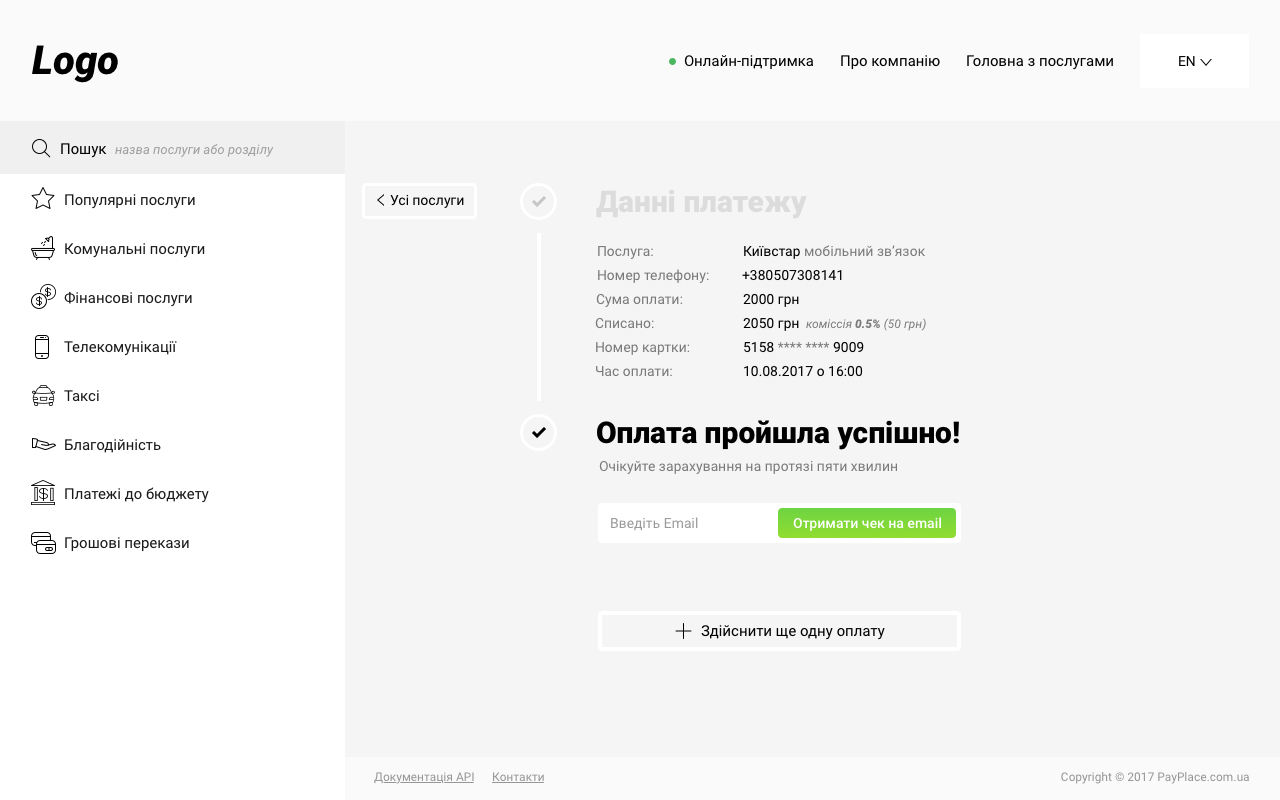 Logo
Онлайн-підтримка Про компанію Головна з послугами EN
Пошук назва послуги або розділу
Популярні послуги
Комунальні послуги
Фінансові послуги
Телекомунікації
Таксі
Благодійність
Платежі до бюджету
Грошові перекази
Усі послуги
Данні платежу
Послуга: Київстар мобільний зв’язок
Номер телефону: +380507308141
Сума оплати: 2000 грн
Списано: 2050 грн коміссія 0.5% (50 грн)
Номер картки: 5158 **** **** 9009
Час оплати: 10.08.2017 о 16:00
Оплата пройшла успішно!
Очікуйте зарахування на протязі пяти хвилин
Введіть Email Отримати чек на email
Здійснити ще одну оплату
Документація API Контакти Copyright © 2017 PayPlace.com.ua